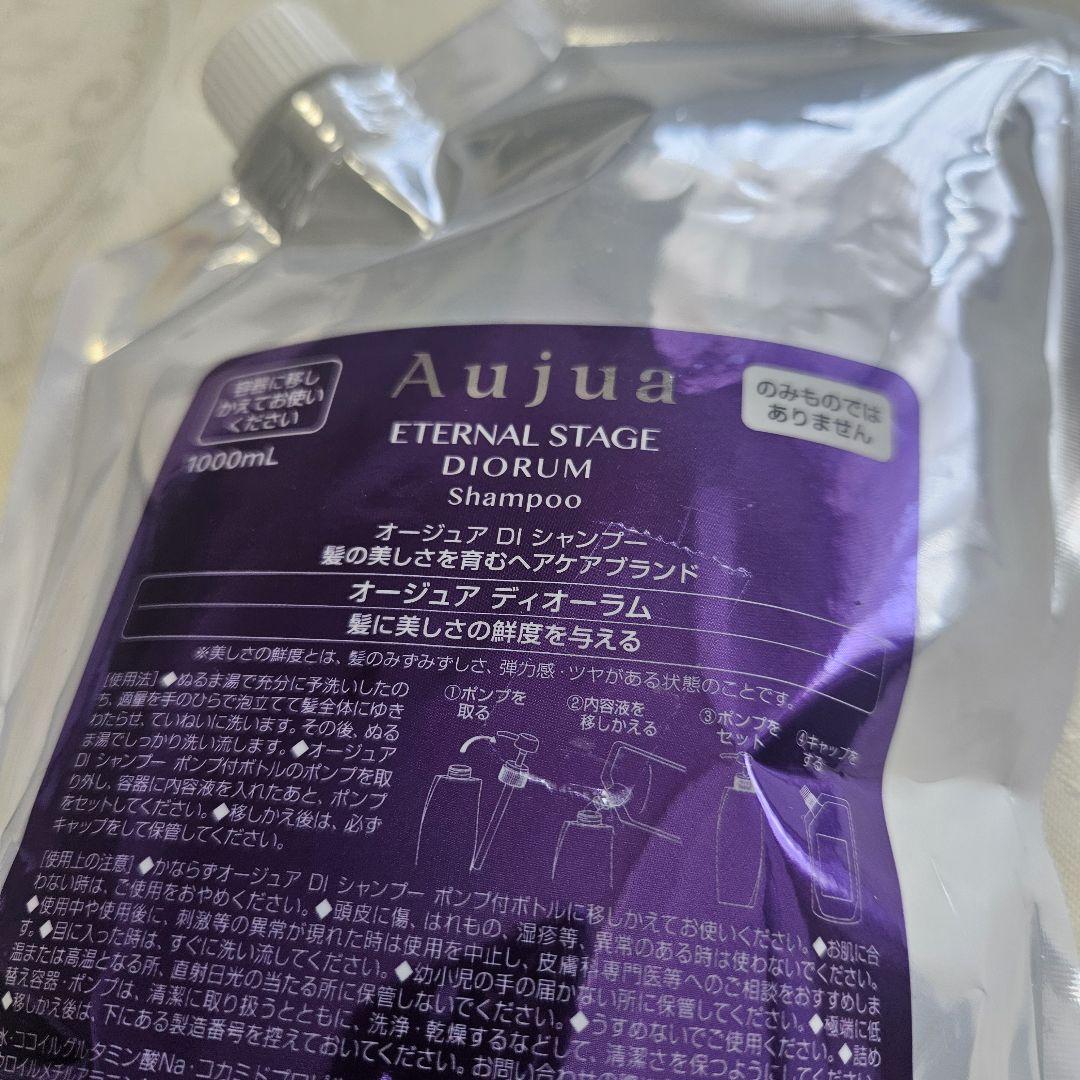 容器に移し
かえてお使い
ください
1000mL
Aujua
ETERNAL STAGE
DIORUM
Shampoo
のみものでは
ありません
オージュア DI シャンプー
髪の美しさを育むヘアケアブランド
オージュア ディオーラム
髪に美しさの鮮度を与える
※美しさの鮮度とは、髪のみずみずしさ、弾力感・ツヤがある状態のことです。
[使用法]◆ぬるま湯で充分に予洗いしたの
ち、適量を手のひらで泡立てて髪全体にゆき
わたらせ、ていねいに洗います。その後、ぬる
ま湯でしっかり洗い流します。◆オージュア
DI シャンプー ポンプ付ボトルのポンプを取
り外し、容器に内容液を入れたあと、ポンプ
をセットしてください。◆移しかえ後は、必ず
キャップをして保管してください。
①ポンプを
取る
②内容液を
移しかえる
③ポンプを
セット
④キャップを
する
[使用上の注意]◆かならずオージュア DI シャンプー ポンプ付ボトルに移しかえてお使いください。◆お肌に合
わない時は、ご使用をおやめください。◆頭皮に傷、はれもの、湿疹等、異常のある時は使わないでください。
◆使用中や使用後に、刺激等の異常が現れた時は使用を中止し、皮膚科専門医等へのご相談をおすすめしま
す。◆目に入った時は、すぐに洗い流してください。◆幼小児の手の届かない所に保管してください。◆極端に低
温または高温となる所、直射日光の当たる所に保管しないでください。◆うすめないでご使用ください。◆詰め
替え容器・ポンプは、清潔に取り扱うとともに、洗浄・乾燥するなどして、清潔さを保つようにしてください。
◆移しかえ後は、下にある製造番号を控えておいてください。お問い合わせの
水・ココイルグルタミン酸Na・コカミドプロピル